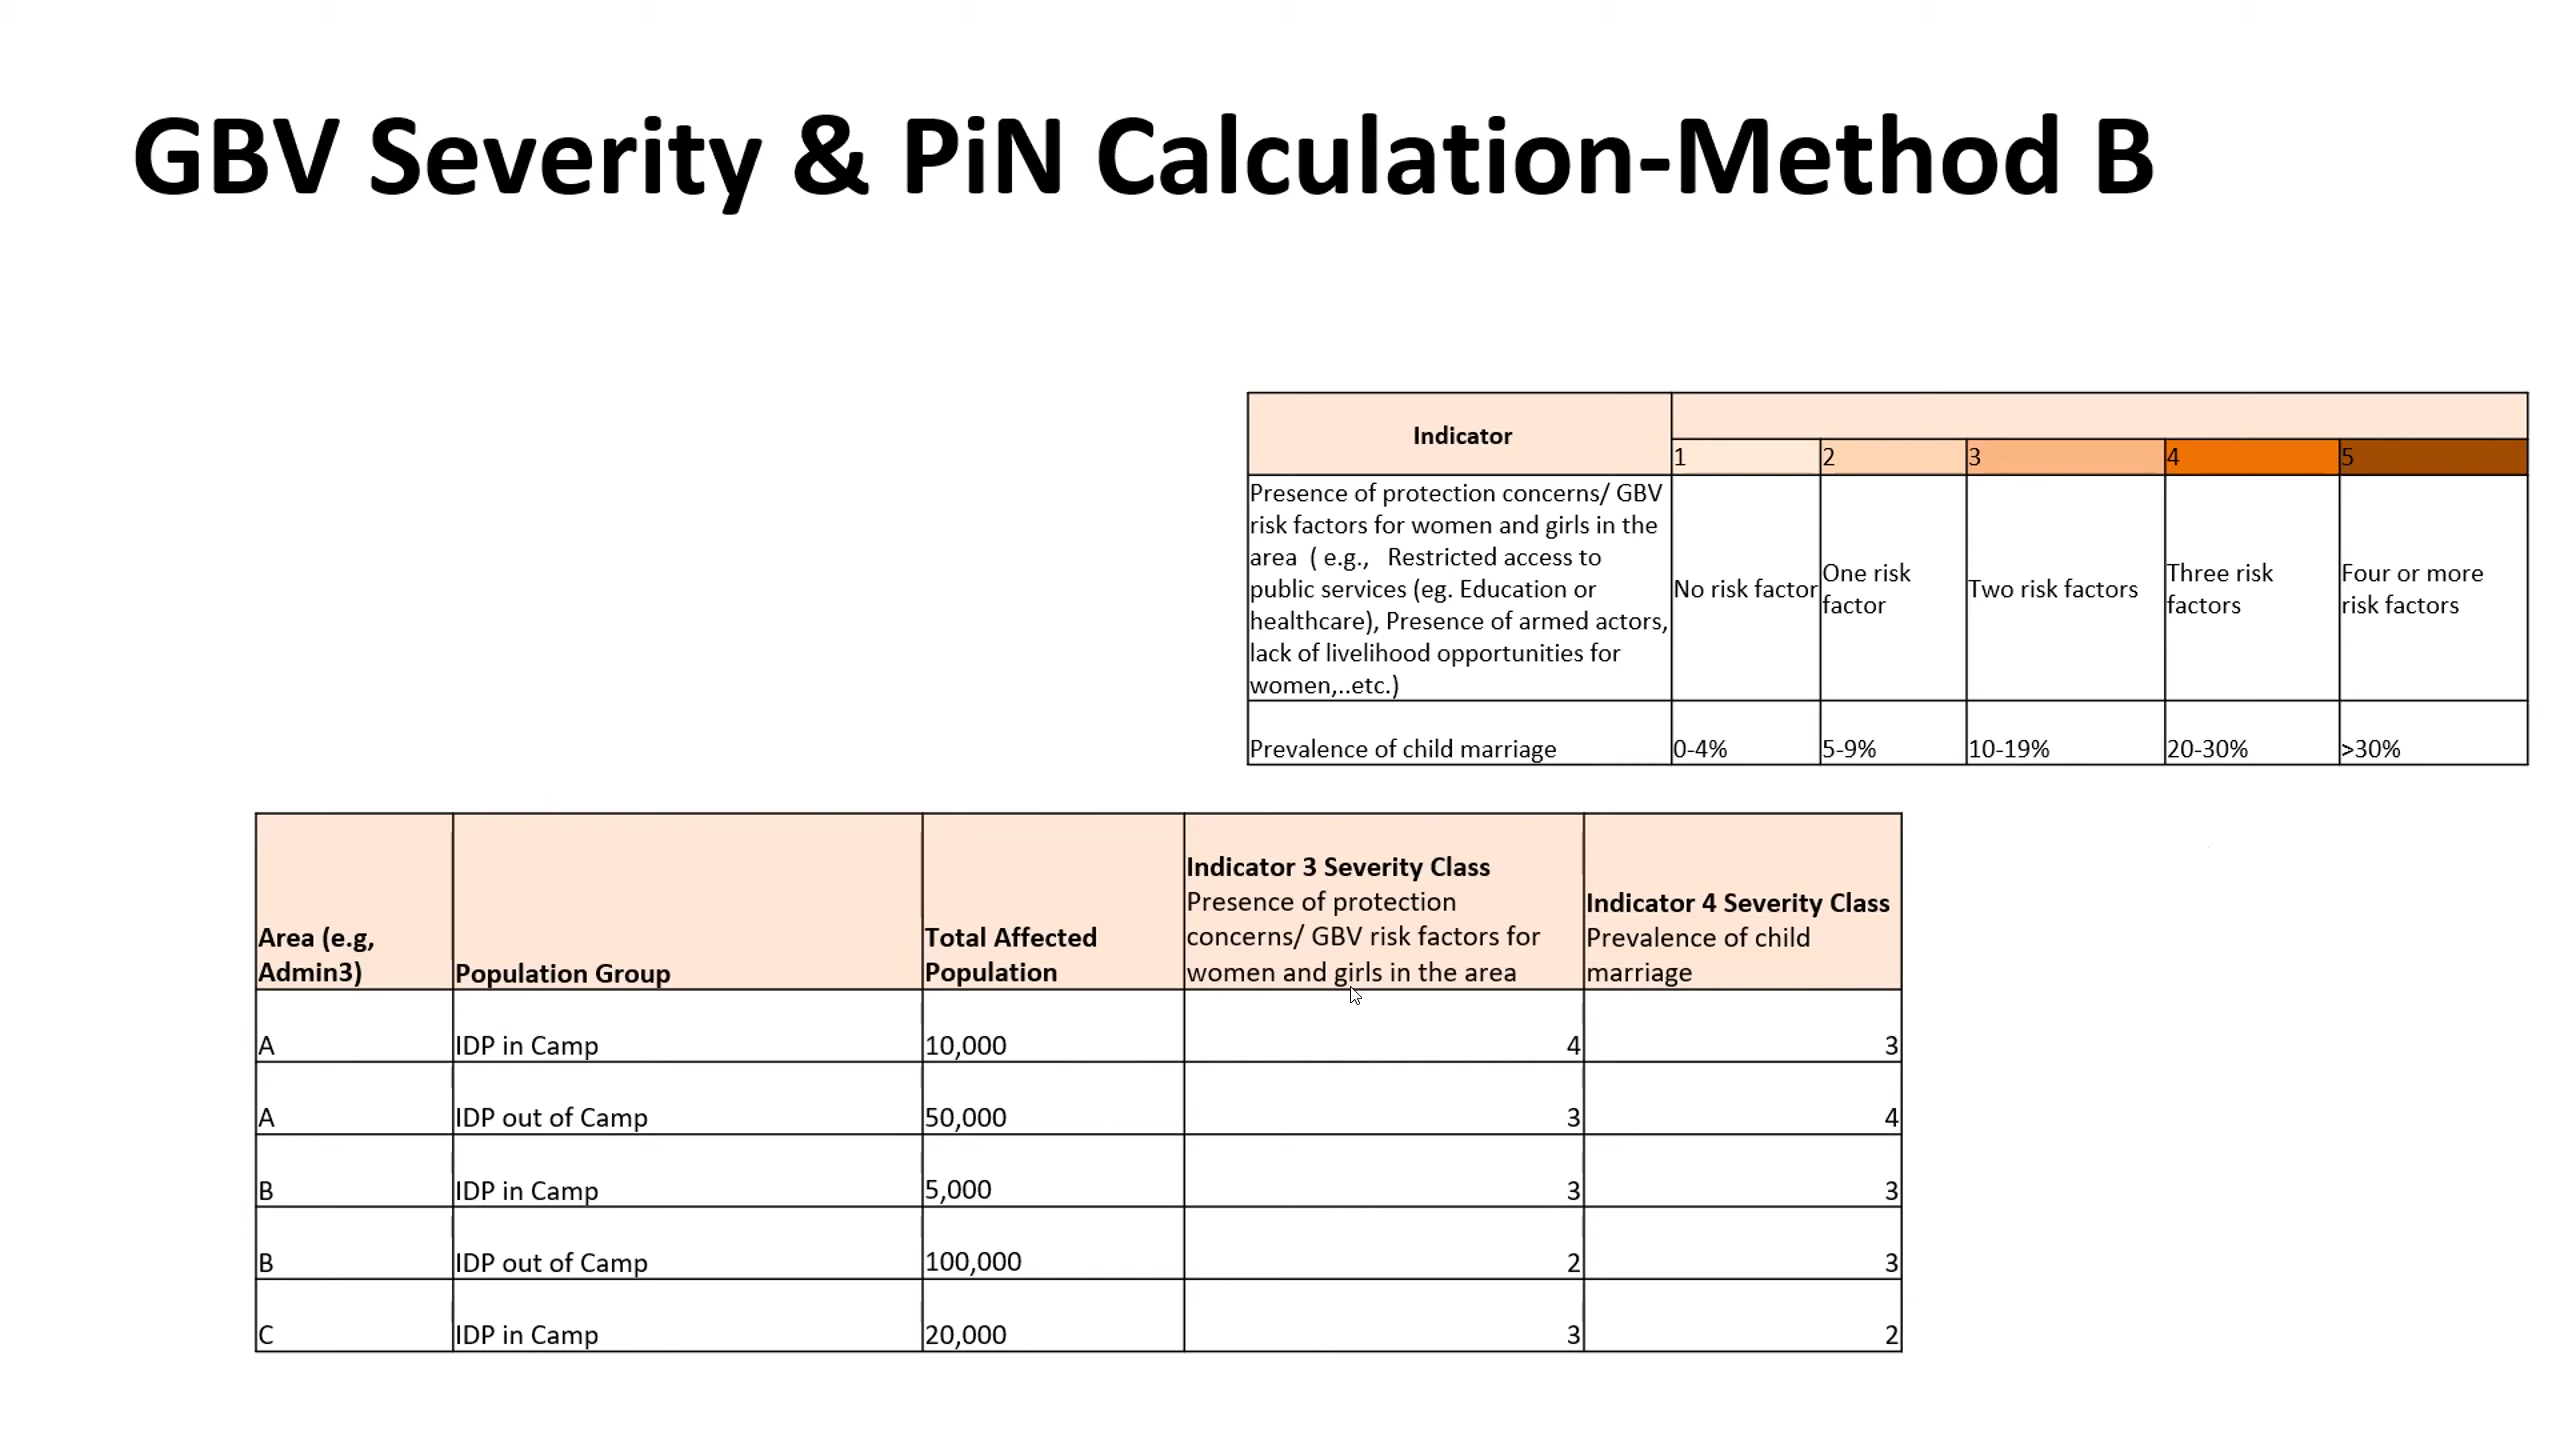 GBV Severity & PiN Calculation-Method B
Indicator
1 2 3 4 5
Presence of protection concerns/ GBV
risk factors for women and girls in the
area ( e.g., Restricted access to
public services (eg. Education or
healthcare), Presence of armed actors,
lack of livelihood opportunities for
women,..etc.)
No risk factor
One risk
factor
Two risk factors
Three risk
factors
Four or more
risk factors
Prevalence of child marriage 0-4% 5-9% 10-19% 20-30% >30%
Area (e.g,
Admin3)
Population Group
Total Affected
Population
Indicator 3 Severity Class
Presence of protection
concerns/ GBV risk factors for
women and girls in the area
Indicator 4 Severity Class
Prevalence of child
marriage
A IDP in Camp 10,000 4 3
A IDP out of Camp 50,000 3 4
B IDP in Camp 5,000 3 3
B IDP out of Camp 100,000 2 3
C IDP in Camp 20,000 3 2